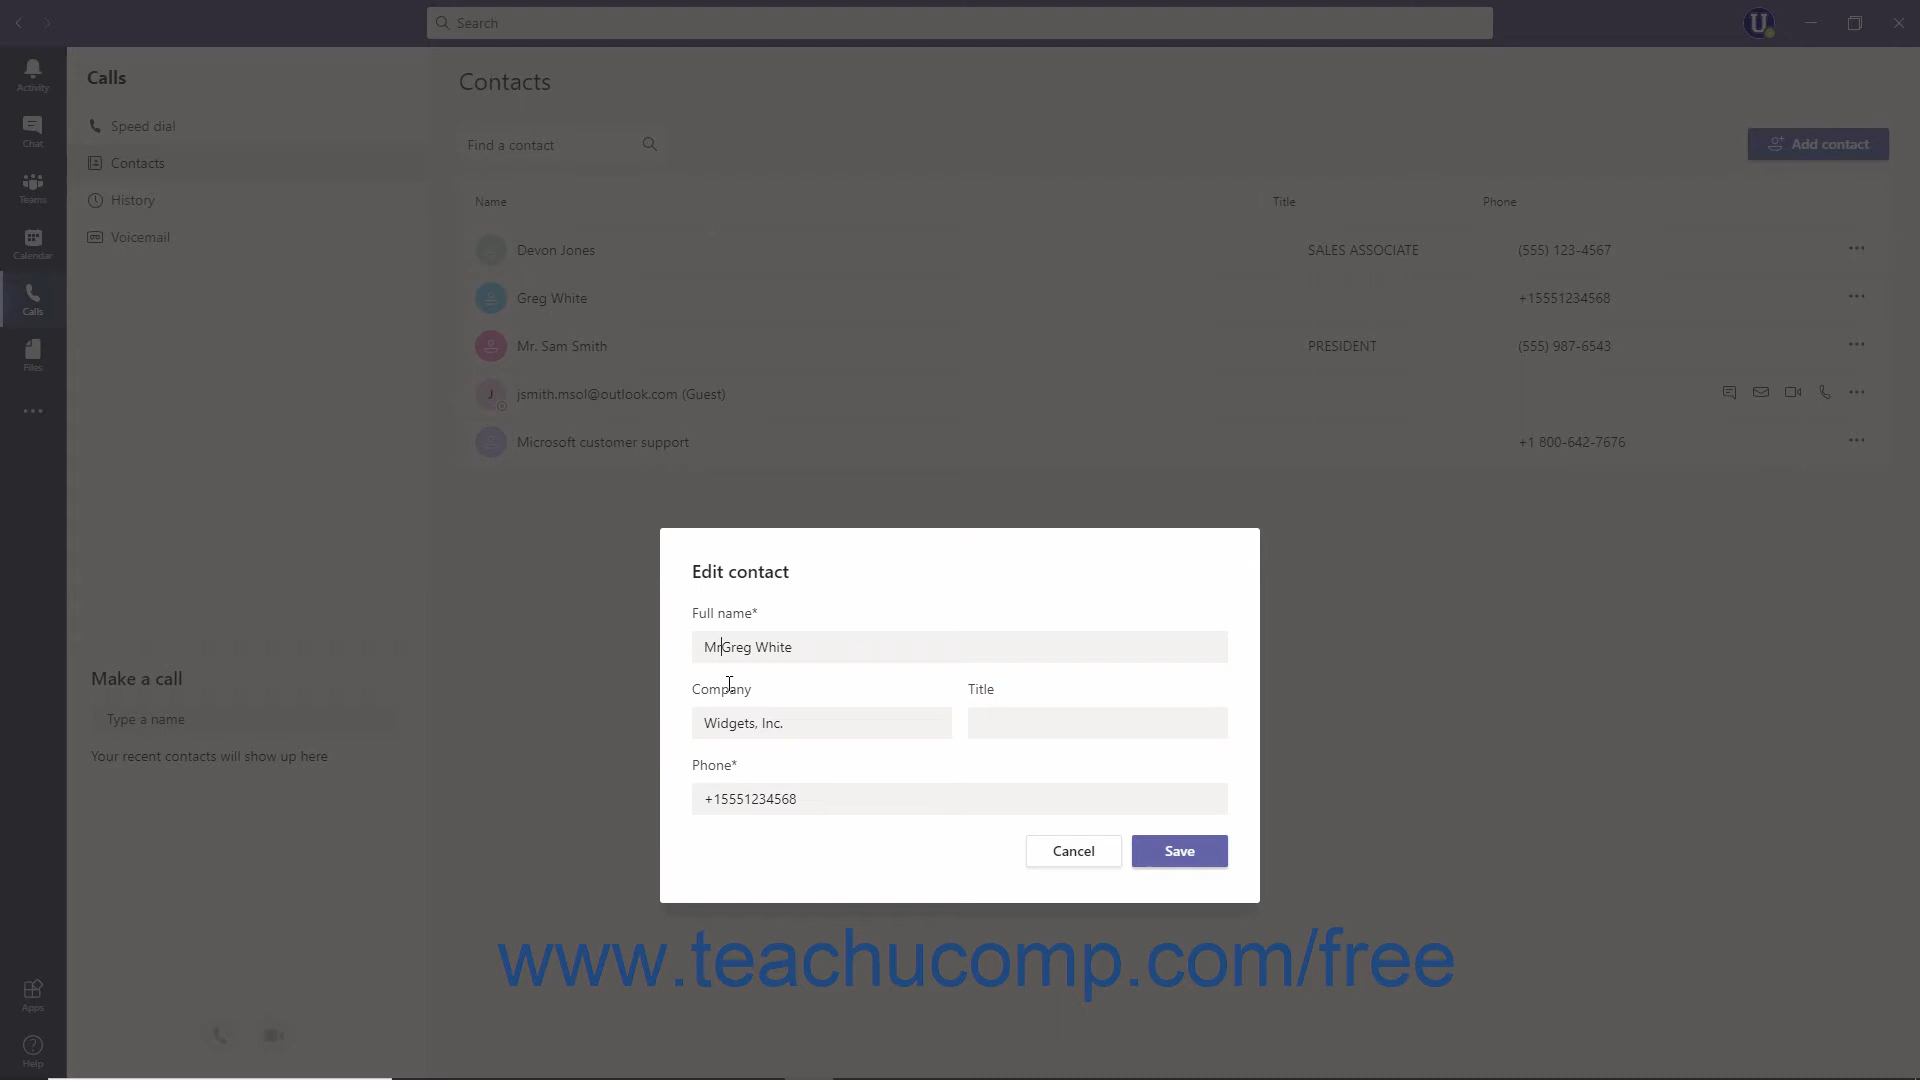 Search
U
Activity
Chat
Teams
Calendar
Calls
Files
Apps
Help
Calls
Speed dial
Contacts
History
Voicemail
Make a call
Type a name
Your recent contacts will show up here
Contacts
Find a contact
Add contact
Name Title Phone
Devon Jones SALES ASSOCIATE (555) 123-4567
Greg White +15551234568
Mr. Sam Smith PRESIDENT (555) 987-6543
J jsmith.msol@outlook.com (Guest)
Microsoft customer support +1 800-642-7676
Edit contact
Full name*
MrGreg White
Company Title
Widgets, Inc.
Phone*
+15551234568
Cancel Save
www.teachucomp.com/free